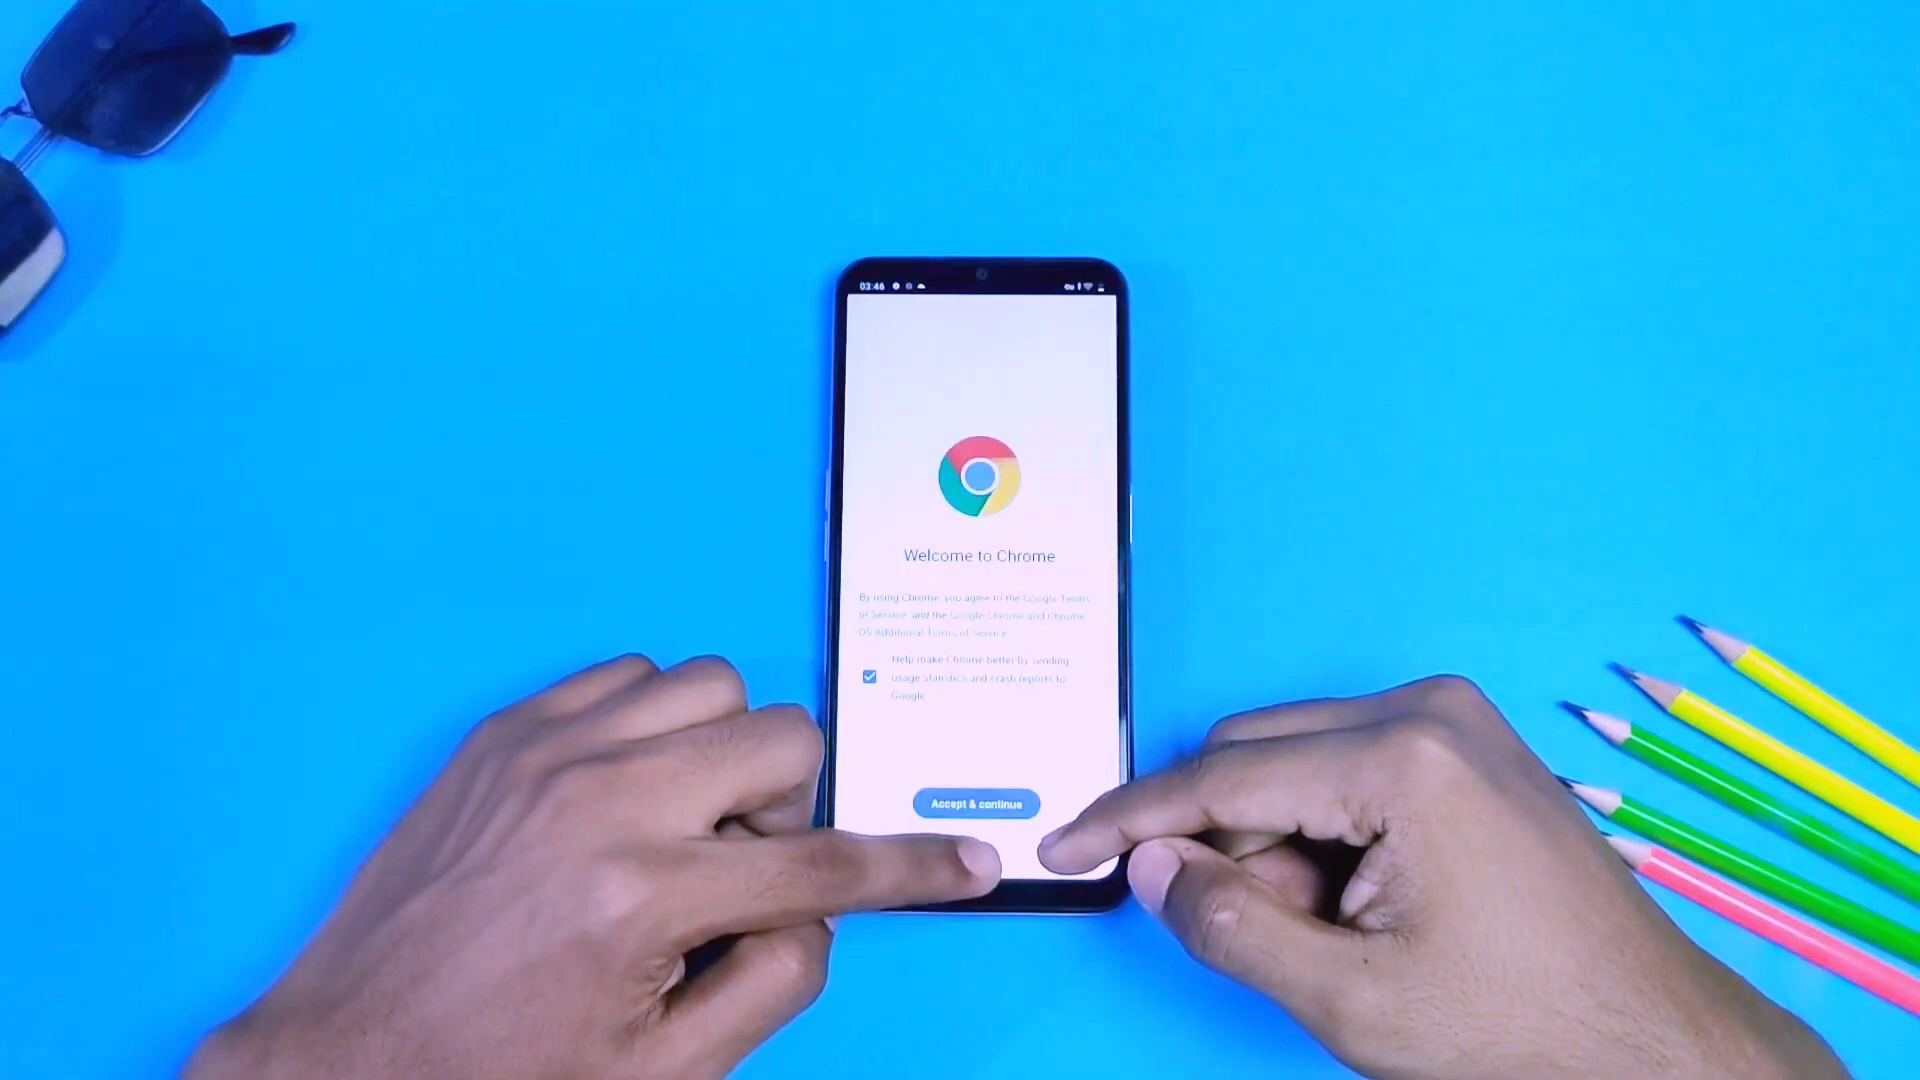 03:46
Welcome to Chrome
By using Chrome, you agree to the Google Terms
of Service, and the Google Chrome and Chrome
OS Additional Terms of Service.
Help make Chrome better by sending
usage statistics and crash reports to
Google.
Accept & continue